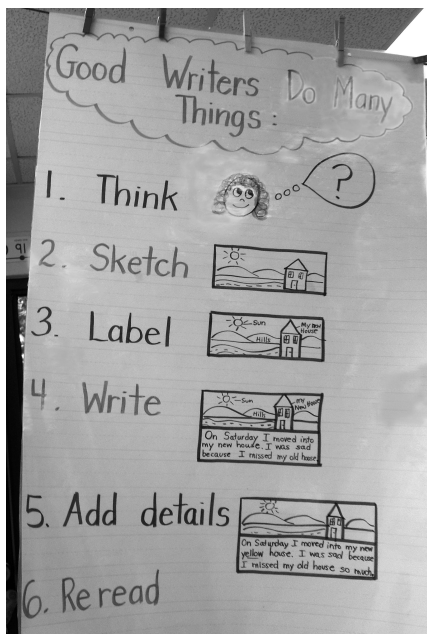 Good Writers Do Many
Things:
1. Think
?
2. Sketch
3. Label
Sun
My new
House
Hills
4. Write
Sun
my
New House
Hills
On Saturday I moved into
my new house. I was sad
because I missed my old house
5. Add details
On Saturday I moved into my new
yellow house. I was sad because
I missed my old house so much.
6. Reread